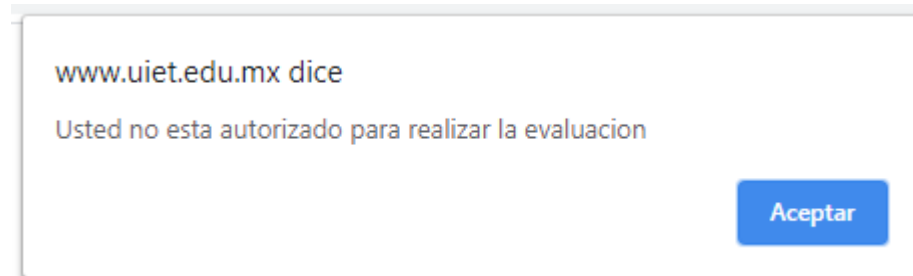 www.uiet.edu.mx dice
Usted no esta autorizado para realizar la evaluacion
Aceptar